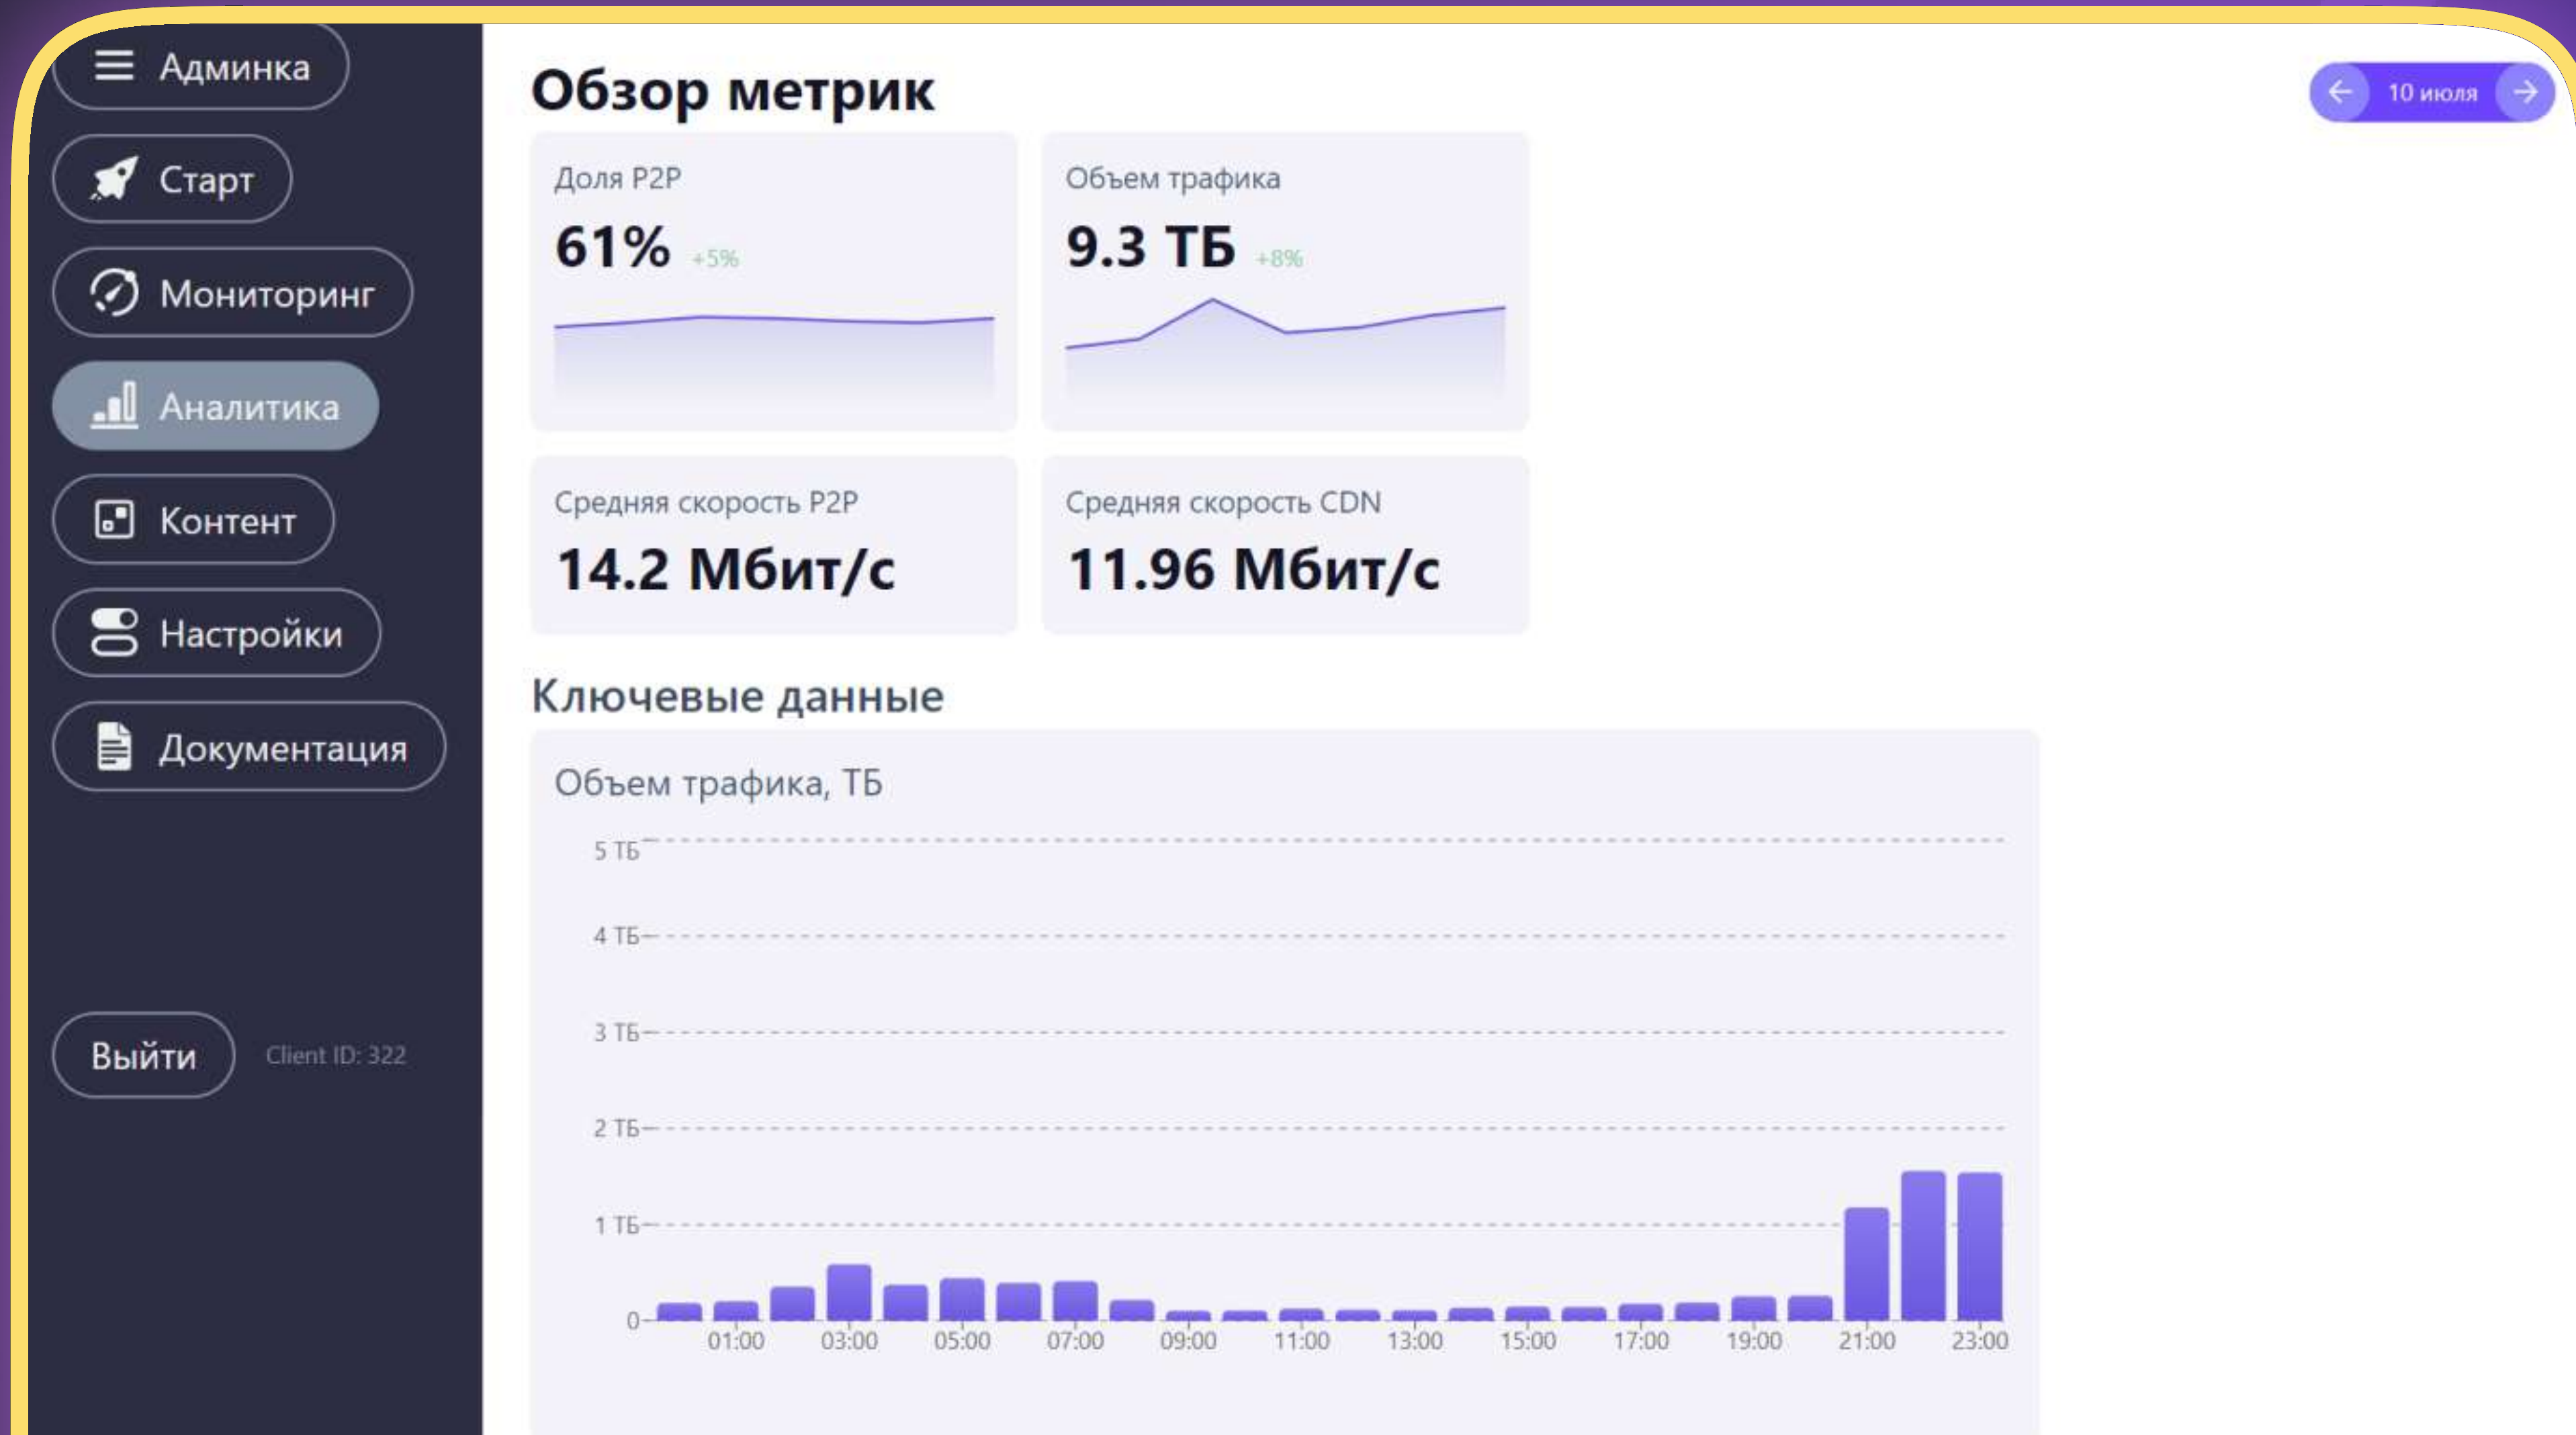 Админка
Старт
Мониторинг
Аналитика
Контент
Настройки
Документация
Выйти
Client ID: 322
Обзор метрик
10 июля
Доля P2P
61% +5%
Объем трафика
9.3 ТБ +8%
Средняя скорость P2P
14.2 Мбит/с
Средняя скорость CDN
11.96 Мбит/с
Ключевые данные
Объем трафика, ТБ
5 ТБ
4 ТБ
3 ТБ
2 ТБ
1 ТБ
0
01:00 03:00 05:00 07:00 09:00 11:00 13:00 15:00 17:00 19:00 21:00 23:00